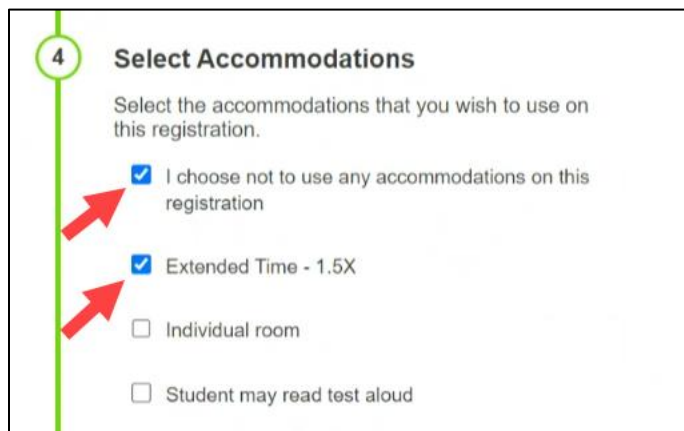 4
Select Accommodations
Select the accommodations that you wish to use on
this registration.
I choose not to use any accommodations on this
registration
Extended Time - 1.5X
Individual room
Student may read test aloud